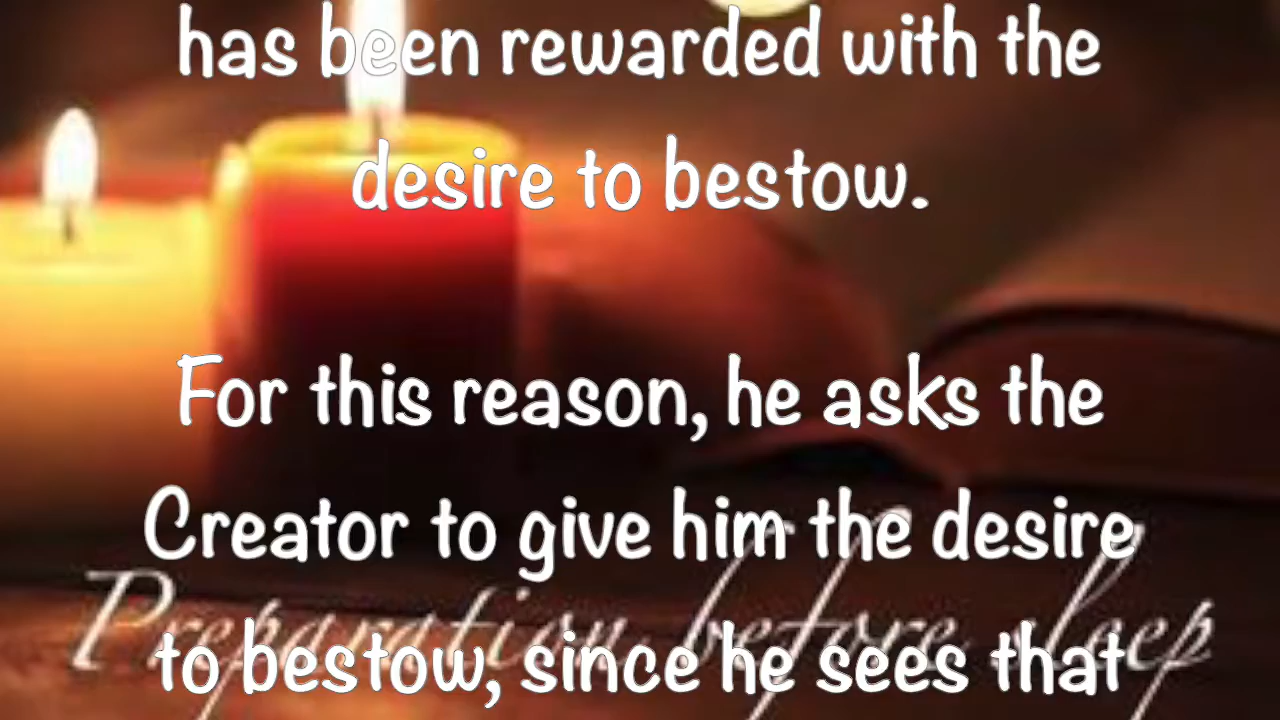 has been rewarded with the
desire to bestow.
For this reason, he asks the
Creator to give him the desire
Preparation before sleep
to bestow, since he sees that